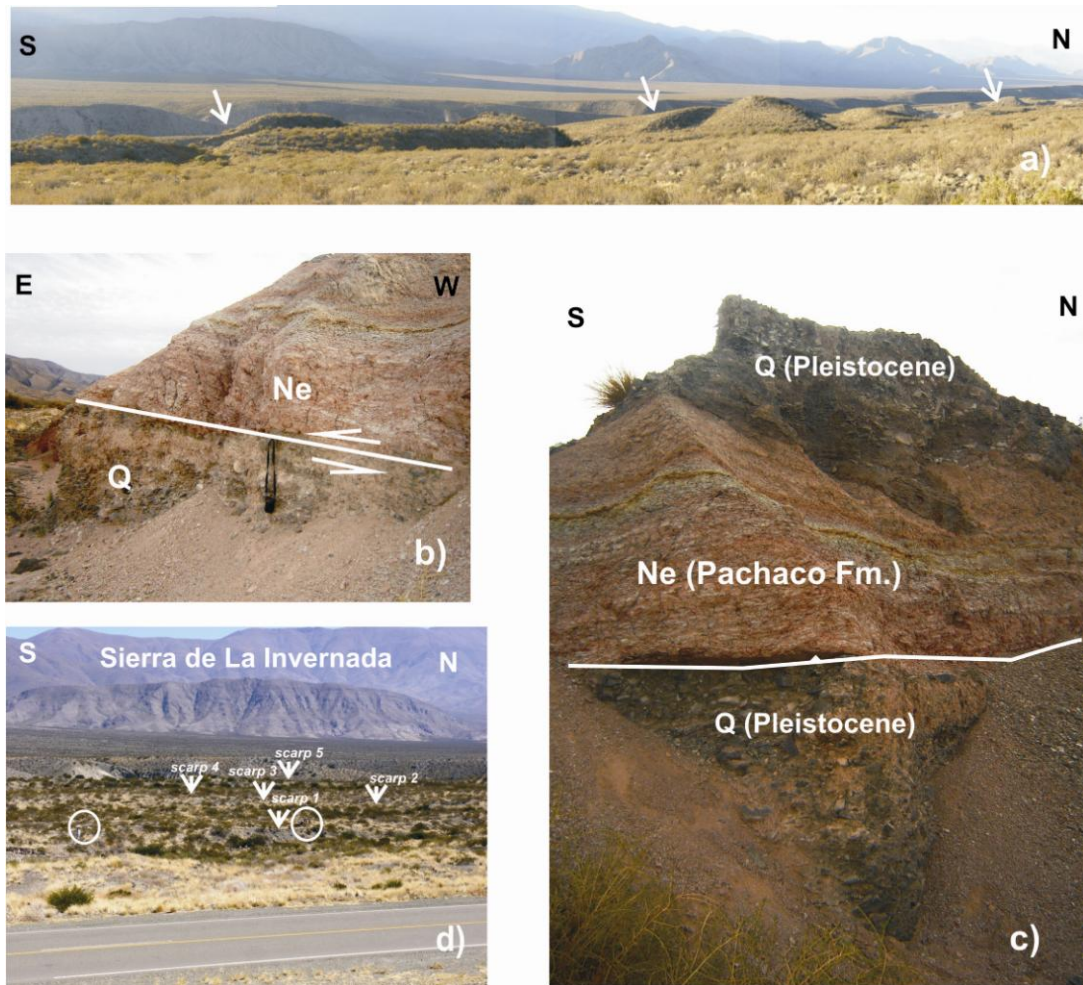 S
N
a)
E
W
Ne
Q
b)
S
N
Q (Pleistocene)
Ne (Pachaco Fm.)
Q (Pleistocene)
c)
S
Sierra de La Invernada
N
scarp 5
scarp 4
scarp 3
scarp 2
scarp 1
d)